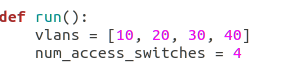 def run():
    vlans = [10, 20, 30, 40]
    num_access_switches = 4